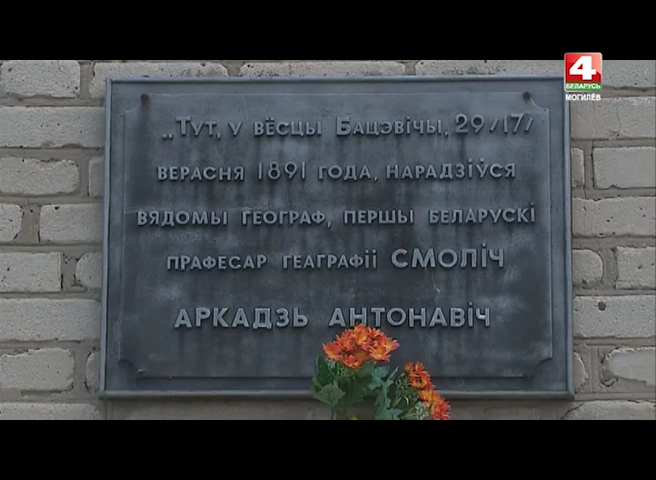 4
БЕЛАРУСЬ
МОГИЛЁВ
„Тут, у вёсцы Бацэвічы, 29/17/
верасня 1891 года, нарадзіўся
вядомы географ, першы беларускі
прафесар геаграфіі СМОЛІЧ
АРКАДЗЬ АНТОНАВІЧ